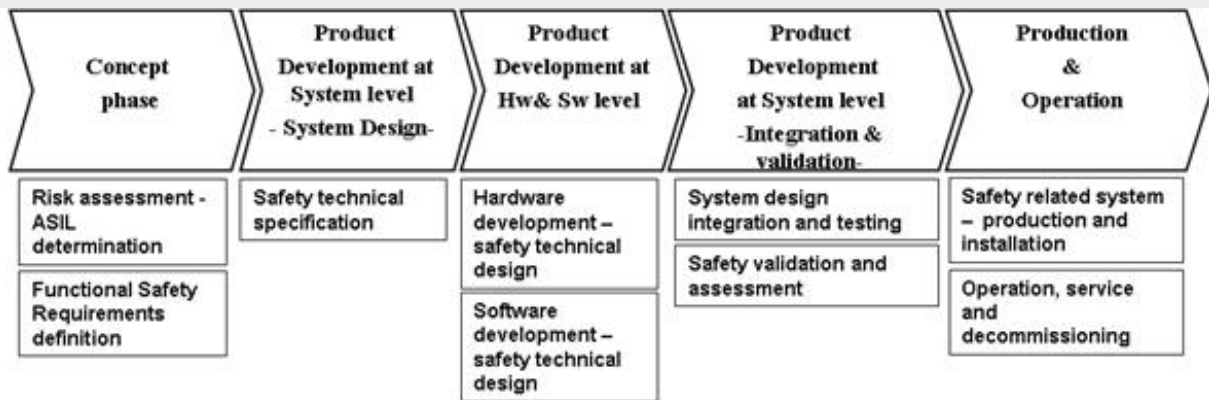 Concept
phase
Product
Development at
System level
- System Design-
Product
Development at
Hw& Sw level
Product
Development
at System level
-Integration &
validation-
Production
&
Operation
Risk assessment -
ASIL
determination
Functional Safety
Requirements
definition
Safety technical
specification
Hardware
development –
safety technical
design
Software
development –
safety technical
design
System design
integration and testing
Safety validation and
assessment
Safety related system
– production and
installation
Operation, service
and
decommissioning